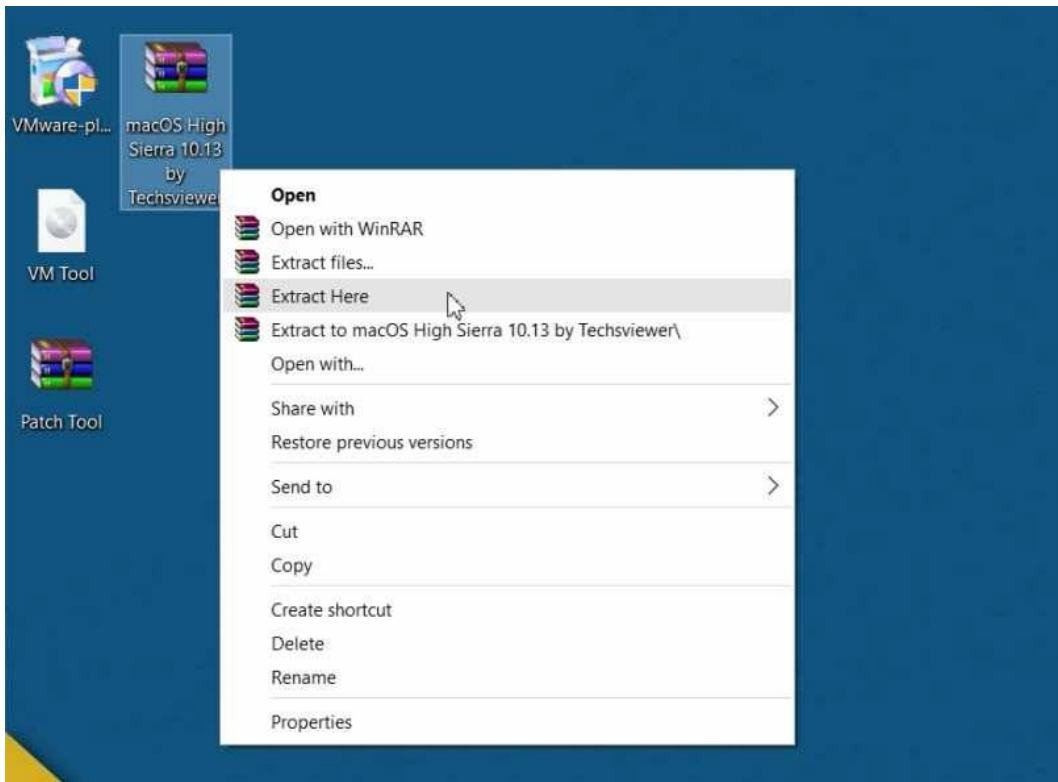 VMware-pl...
macOS High
Sierra 10.13
by
Techsviewer
VM Tool
Patch Tool
Open
Open with WinRAR
Extract files...
Extract Here
Extract to macOS High Sierra 10.13 by Techsviewer\
Open with...
Share with
Restore previous versions
Send to
Cut
Copy
Create shortcut
Delete
Rename
Properties